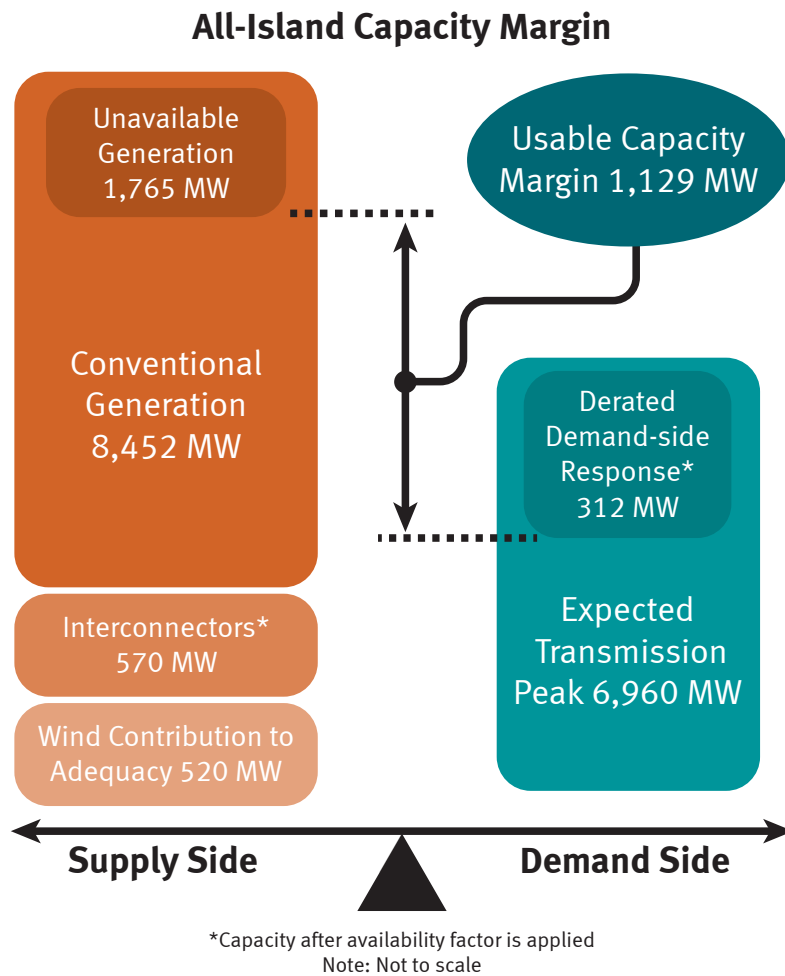 All-Island Capacity Margin
Unavailable
Generation
1,765 MW
Conventional
Generation
8,452 MW
Interconnectors*
570 MW
Wind Contribution to
Adequacy 520 MW
Usable Capacity
Margin 1,129 MW
Derated
Demand-side
Response*
312 MW
Expected
Transmission
Peak 6,960 MW
Supply Side
Demand Side
*Capacity after availability factor is applied
Note: Not to scale